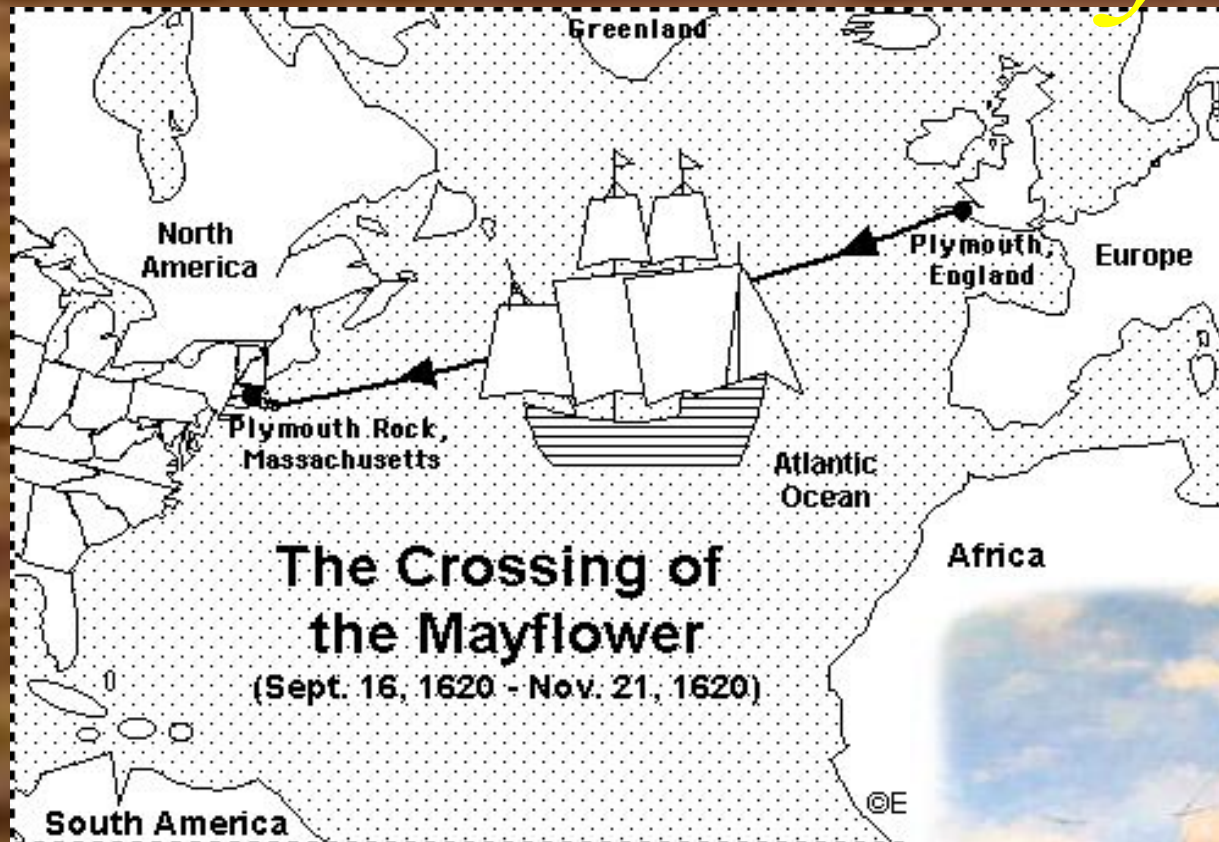 Greenland
North
America
Plymouth,
England
Europe
Plymouth Rock,
Massachusetts
Atlantic
Ocean
Africa
The Crossing of
the Mayflower
(Sept. 16, 1620 - Nov. 21, 1620)
©E
South America